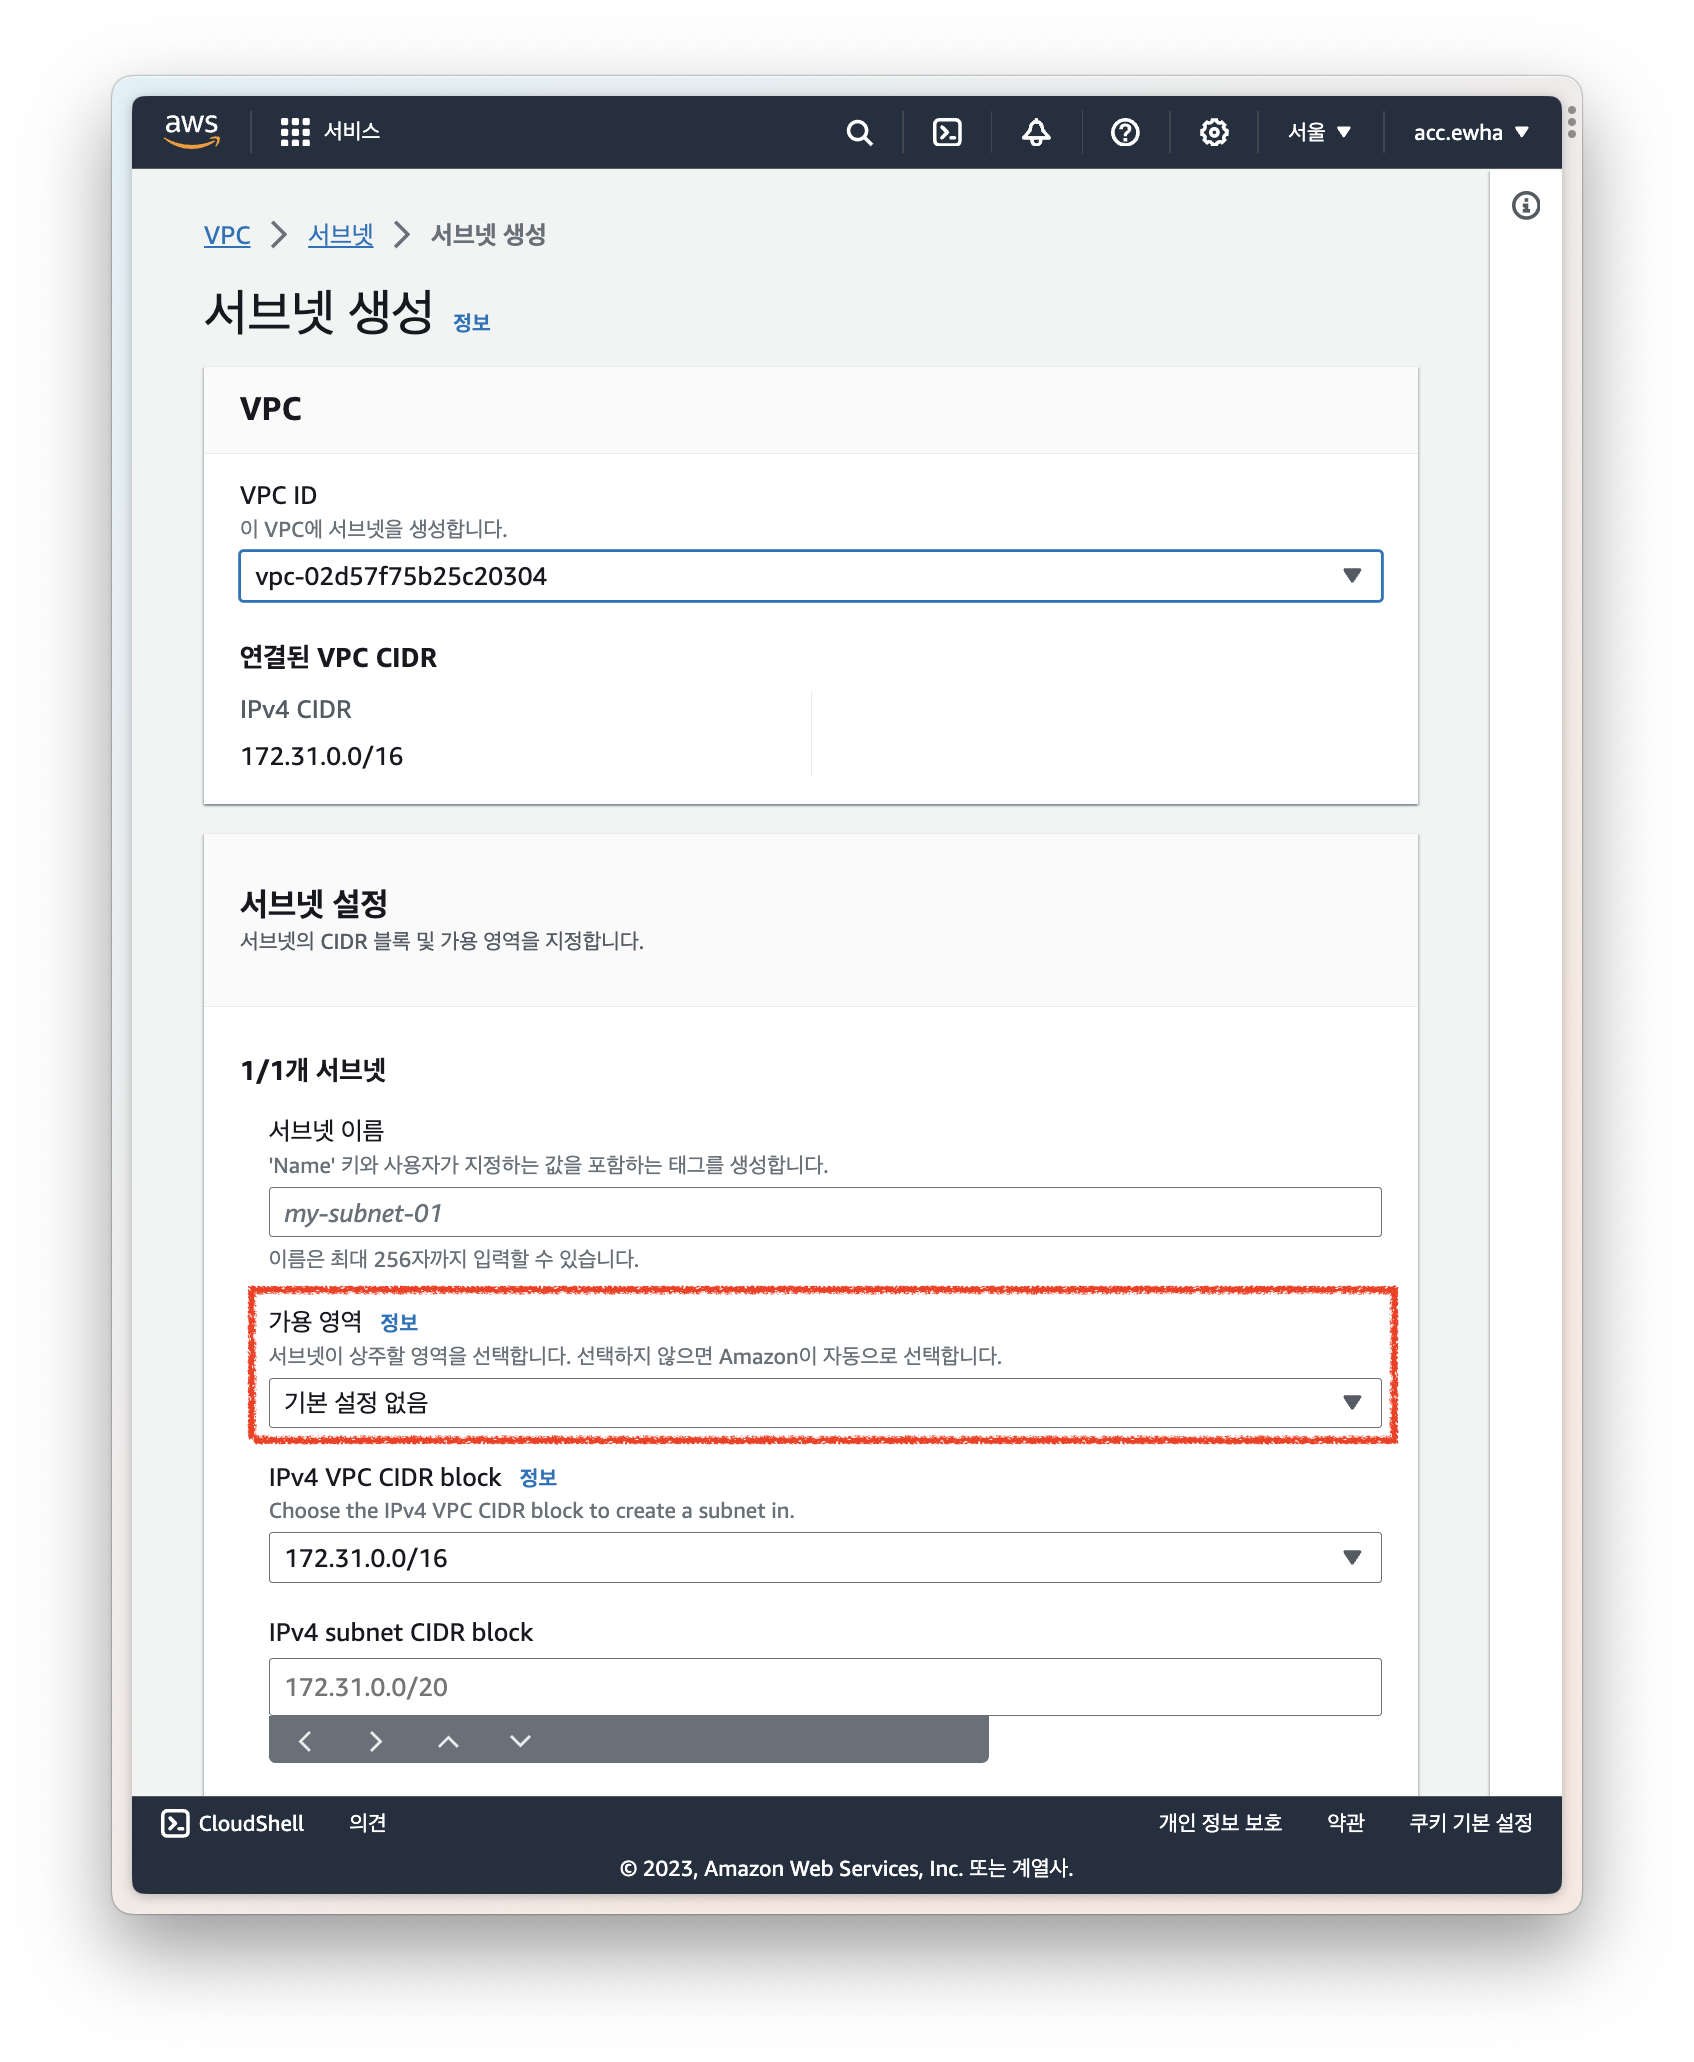 aws
서비스
서울
acc.ewha
VPC
서브넷
서브넷 생성
서브넷 생성 정보
VPC
VPC ID
이 VPC에 서브넷을 생성합니다.
vpc-02d57f75b25c20304
연결된 VPC CIDR
IPv4 CIDR
172.31.0.0/16
서브넷 설정
서브넷의 CIDR 블록 및 가용 영역을 지정합니다.
1/1개 서브넷
서브넷 이름
'Name' 키와 사용자가 지정하는 값을 포함하는 태그를 생성합니다.
my-subnet-01
이름은 최대 256자까지 입력할 수 있습니다.
가용 영역 정보
서브넷이 상주할 영역을 선택합니다. 선택하지 않으면 Amazon이 자동으로 선택합니다.
기본 설정 없음
IPv4 VPC CIDR block 정보
Choose the IPv4 VPC CIDR block to create a subnet in.
172.31.0.0/16
IPv4 subnet CIDR block
172.31.0.0/20
CloudShell
의견
개인 정보 보호
약관
쿠키 기본 설정
© 2023, Amazon Web Services, Inc. 또는 계열사.